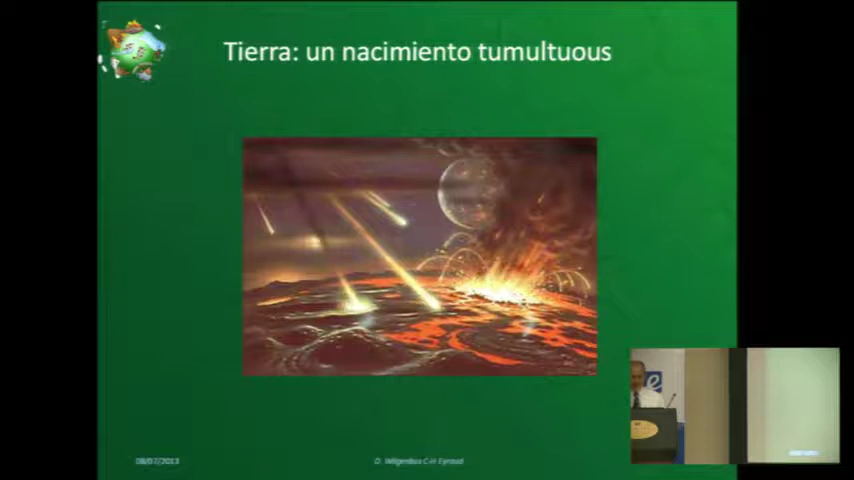 Tierra: un nacimiento tumultuous
08/07/2013
D. Wilgenbus C-H Eyraud